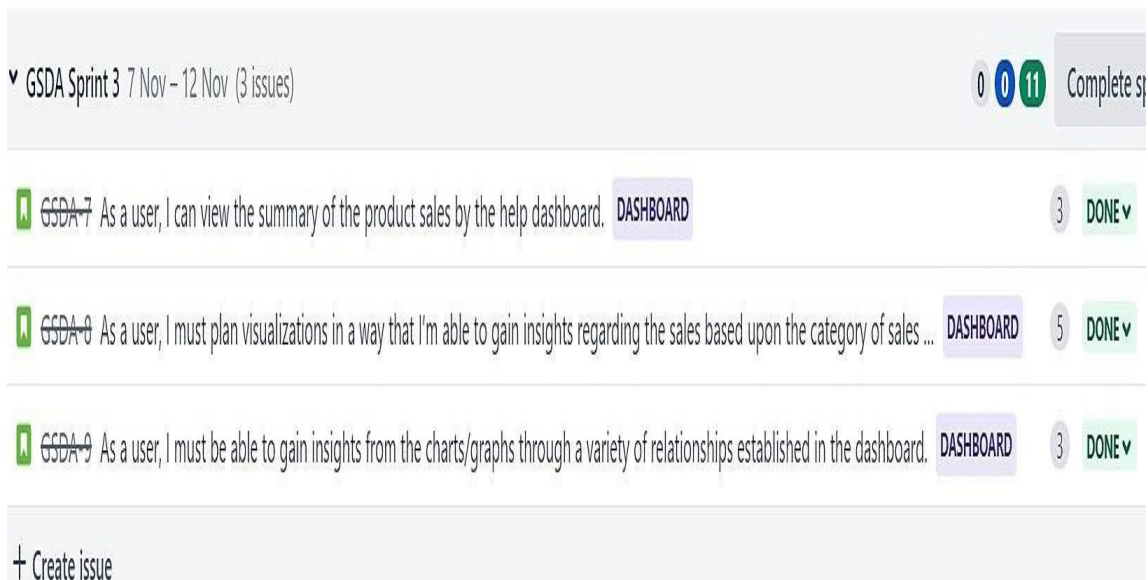 GSDA Sprint 3 7 Nov – 12 Nov (3 issues) 0 0 11 Complete sp
GSDA-7 As a user, I can view the summary of the product sales by the help dashboard. DASHBOARD 3 DONE
GSDA-8 As a user, I must plan visualizations in a way that I'm able to gain insights regarding the sales based upon the category of sales ... DASHBOARD 5 DONE
GSDA-9 As a user, I must be able to gain insights from the charts/graphs through a variety of relationships established in the dashboard. DASHBOARD 3 DONE
+ Create issue